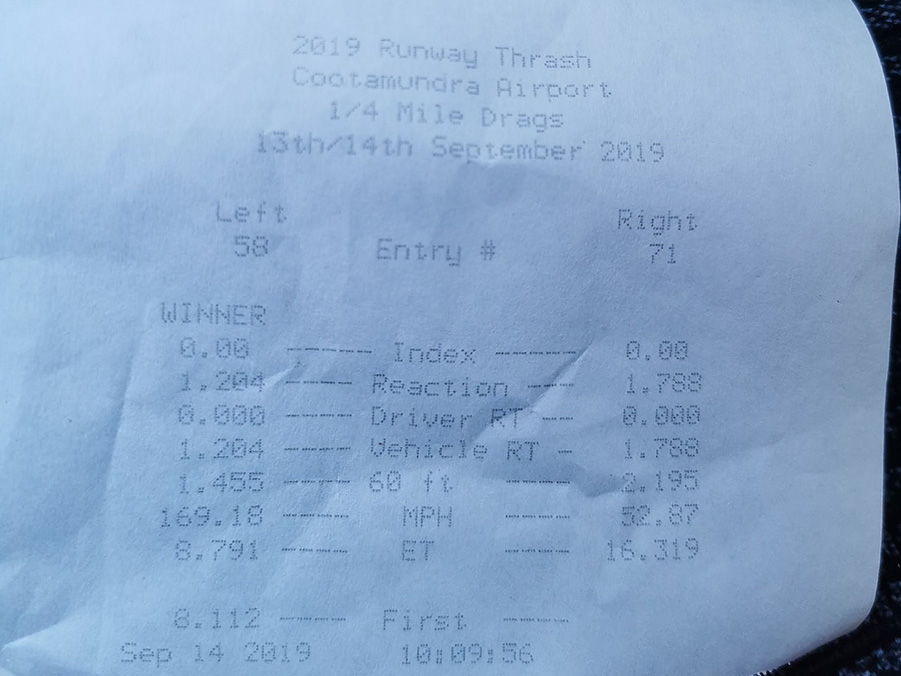 2019 Runway Thrash
Cootamundra Airport
1/4 Mile Drags
13th/14th September 2019
Left Right
58 Entry # 71
WINNER
0.00 ----- Index ----- 0.00
1.204 ---- Reaction --- 1.788
0.000 ---- Driver RT -- 0.000
1.204 ---- Vehicle RT - 1.788
1.455 ---- 60 ft ---- 2.195
169.18 ---- MPH ---- 52.87
8.791 ---- ET ---- 16.319
8.112 ---- First ----
Sep 14 2019 10:09:56